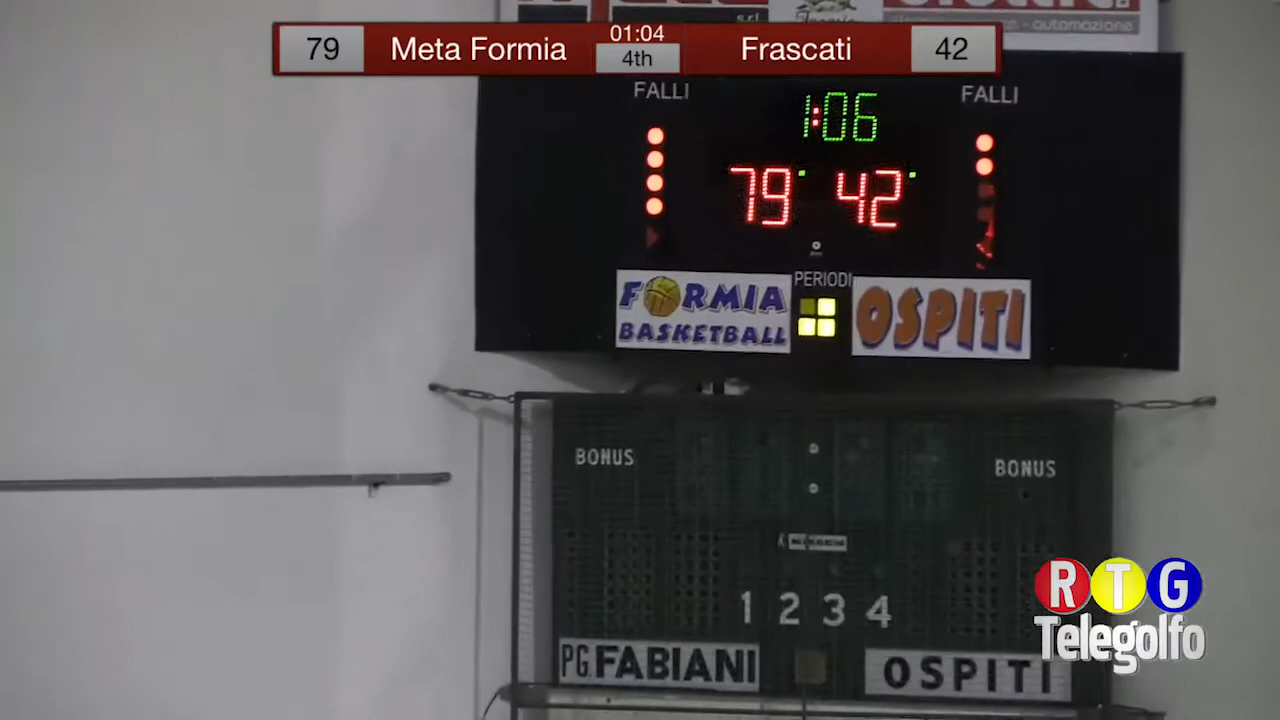 s.r.l.
automazione
79 Meta Formia 01:04 4th Frascati 42
FALLI FALLI
1:06
79 42
PERIODI
FORMIA
BASKETBALL
OSPITI
BONUS BONUS
1 2 3 4
PG.FABIANI OSPITI
RTG
Telegolfo